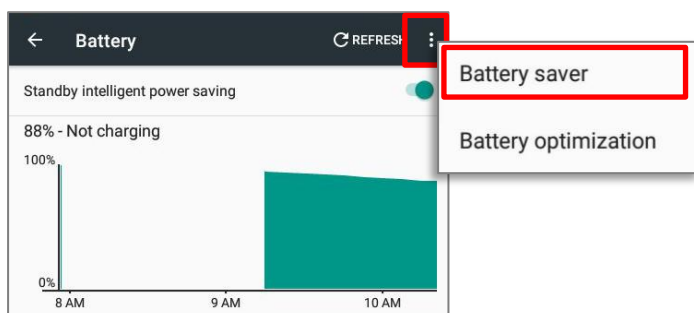 Battery
REFRESH
Standby intelligent power saving
88% - Not charging
100%
0%
8 AM
9 AM
10 AM
Battery saver
Battery optimization